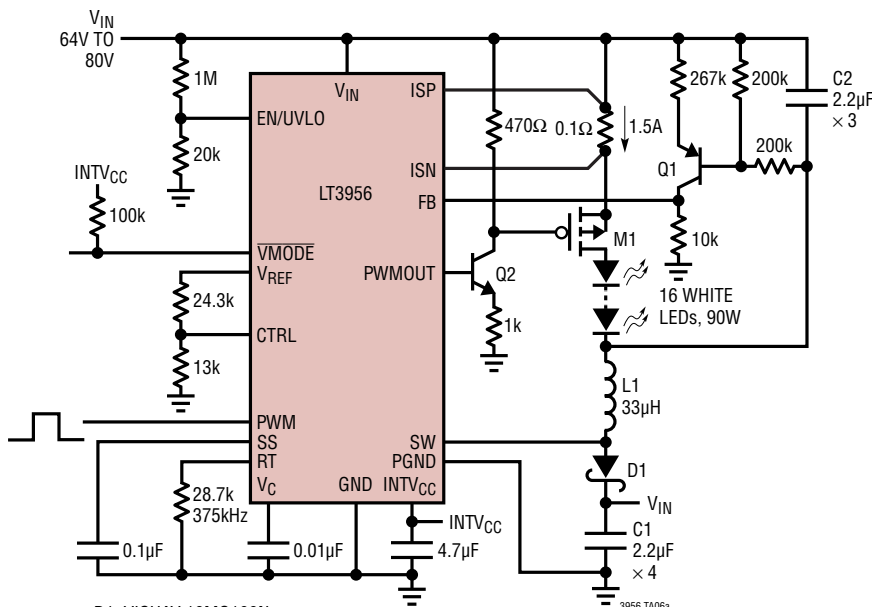 VIN
64V TO
80V
1M
EN/UVLO
20k
INTVCC
100k
VMODE
VREF
24.3k
CTRL
13k
PWM
SS
RT
VC
GND
INTVCC
28.7k
375kHz
0.1µF
0.01µF
4.7µF
INTVCC
VIN
LT3956
ISP
ISN
FB
PWMOUT
SW
PGND
470Ω
0.1Ω
1.5A
267k
200k
C2
2.2µF
× 3
200k
Q1
10k
M1
Q2
1k
16 WHITE
LEDs, 90W
L1
33µH
D1
VIN
C1
2.2µF
× 4
3956 TA06a